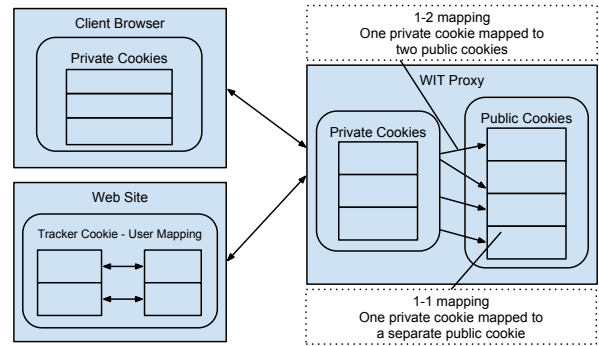 Client Browser
Private Cookies
Web Site
Tracker Cookie - User Mapping
1-2 mapping
One private cookie mapped to
two public cookies
WIT Proxy
Private Cookies
Public Cookies
1-1 mapping
One private cookie mapped to
a separate public cookie